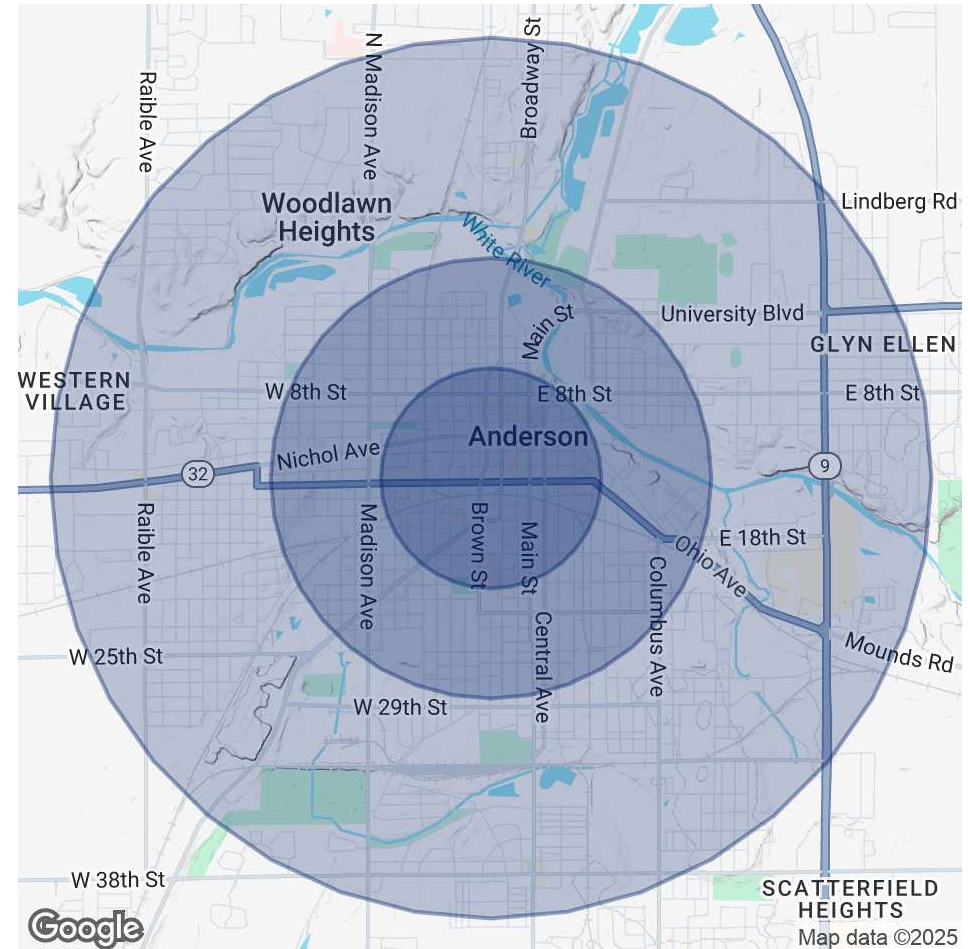 N Madison Ave
Broadway St
Raible Ave
Woodlawn
Heights
Lindberg Rd
White River
Main St
University Blvd
GLYN ELLEN
WESTERN
VILLAGE
W 8th St
E 8th St
E 8th St
Anderson
Nichol Ave
32
9
Raible Ave
Madison Ave
Brown St
Main St
E 18th St
Ohio Ave
Columbus Ave
Central Ave
Mounds Rd
W 25th St
W 29th St
W 38th St
SCATTERFIELD
HEIGHTS
Google
Map data ©2025